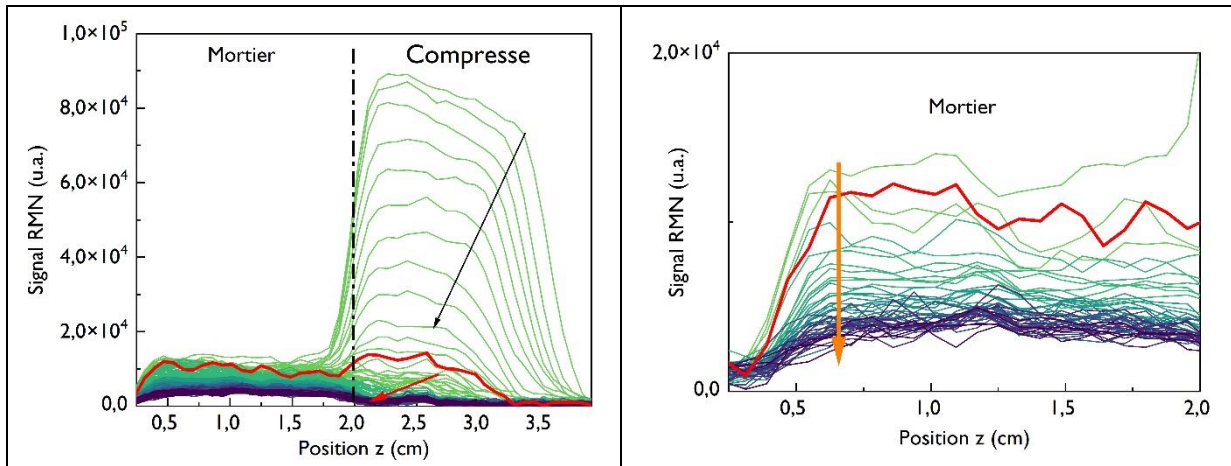 1,0×10⁵
8,0×10⁴
6,0×10⁴
4,0×10⁴
2,0×10⁴
0,0
Signal RMN (u.a.)
Mortier
Compresse
0,5
1,0
1,5
2,0
2,5
3,0
3,5
Position z (cm)
2,0×10⁴
0,0
Signal RMN (u.a.)
Mortier
0,5
1,0
1,5
2,0
Position z (cm)